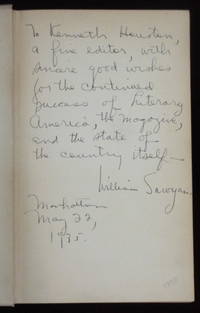 To Kenneth Houston,
a fine editor, with
sincere good wishes
for the continued
success of Literary
America, the magazine,
and the state of
the country itself—
William Saroyan
Manhattan
May 22,
1935.